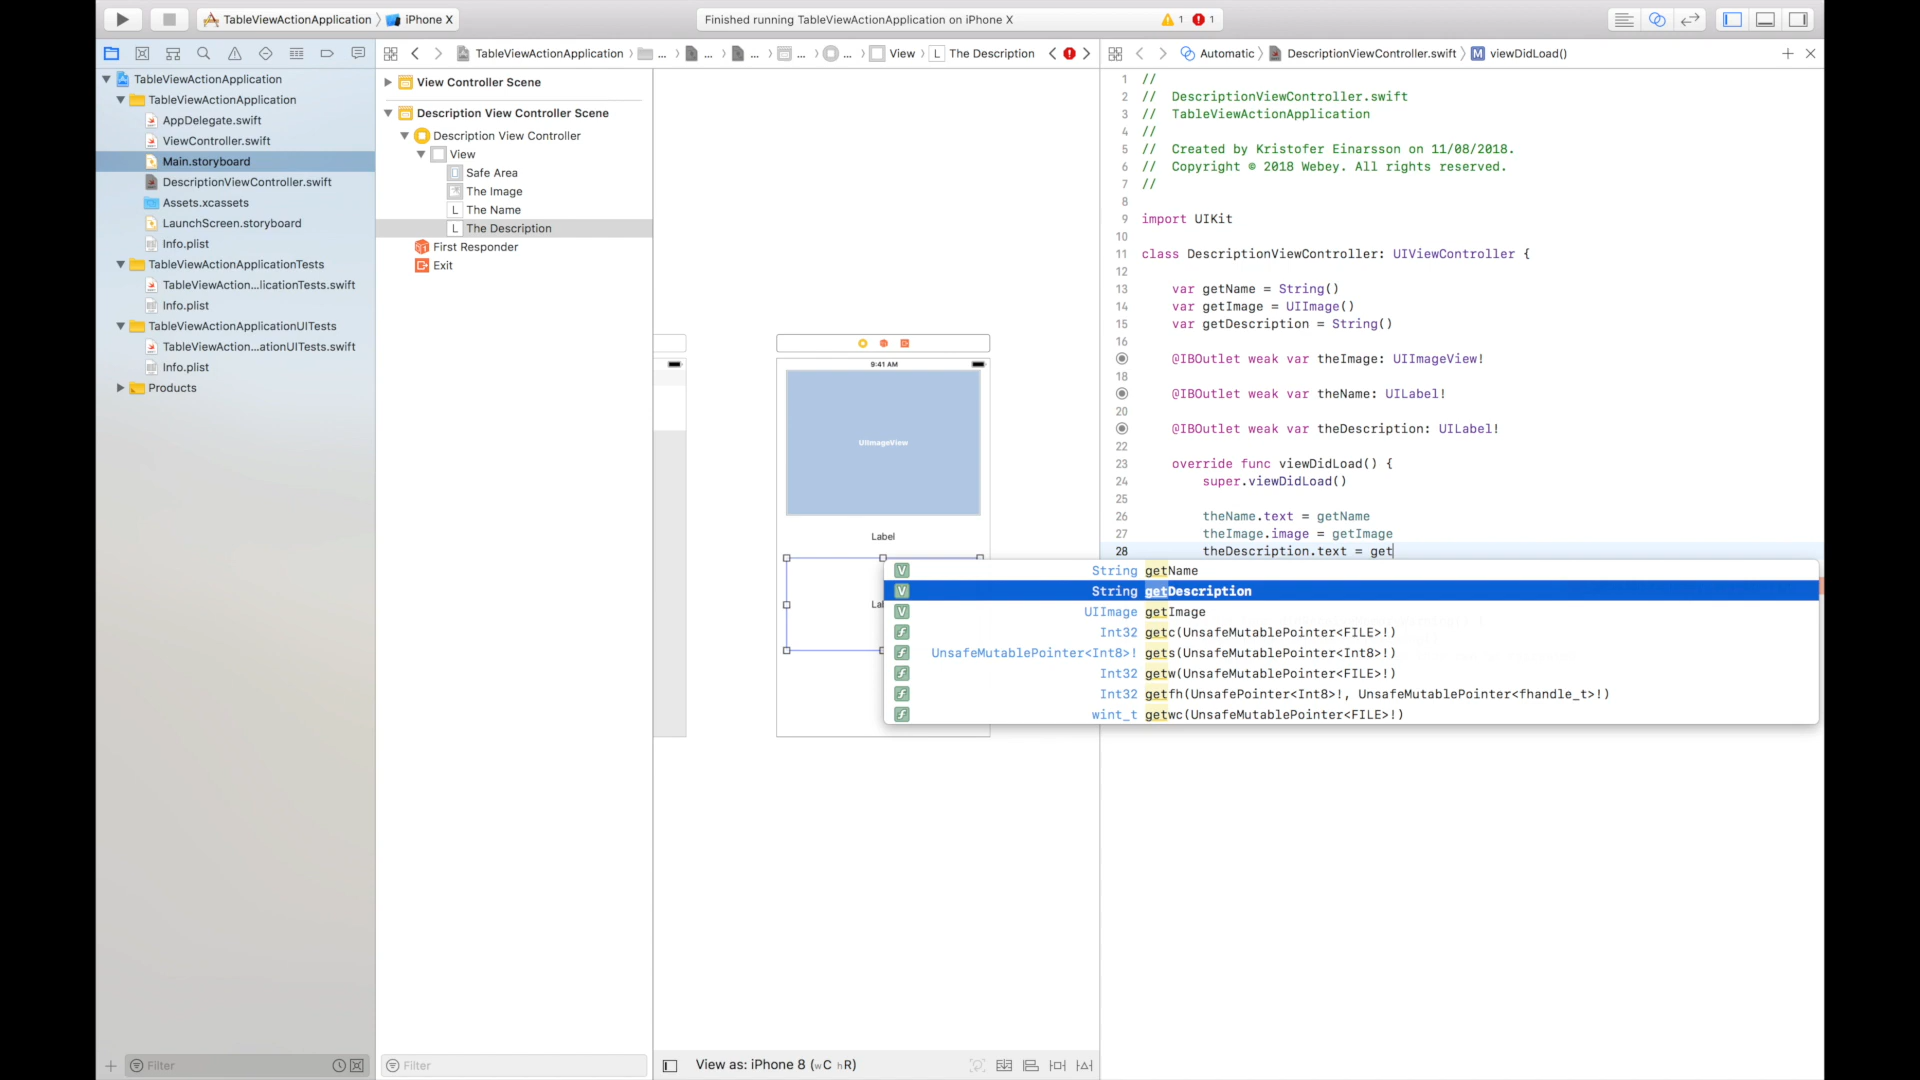 TableViewActionApplication
iPhone X
Finished running TableViewActionApplication on iPhone X
1
1
TableViewActionApplication
...
...
...
...
View
The Description
Automatic
DescriptionViewController.swift
viewDidLoad()
TableViewActionApplication
TableViewActionApplication
AppDelegate.swift
ViewController.swift
Main.storyboard
DescriptionViewController.swift
Assets.xcassets
LaunchScreen.storyboard
Info.plist
TableViewActionApplicationTests
TableViewAction...licationTests.swift
Info.plist
TableViewActionApplicationUITests
TableViewAction...ationUITests.swift
Info.plist
Products
Filter
View Controller Scene
Description View Controller Scene
Description View Controller
View
Safe Area
The Image
L The Name
L The Description
First Responder
Exit
Filter
9:41 AM
UIImageView
Label
View as: iPhone 8 (wC hR)
1 //
2 // DescriptionViewController.swift
3 // TableViewActionApplication
4 //
5 // Created by Kristofer Einarsson on 11/08/2018.
6 // Copyright © 2018 Webey. All rights reserved.
7 //
8
9 import UIKit
10
11 class DescriptionViewController: UIViewController {
12
13 var getName = String()
14 var getImage = UIImage()
15 var getDescription = String()
16
@IBOutlet weak var theImage: UIImageView!
18
@IBOutlet weak var theName: UILabel!
20
@IBOutlet weak var theDescription: UILabel!
22
23 override func viewDidLoad() {
24 super.viewDidLoad()
25
26 theName.text = getName
27 theImage.image = getImage
28 theDescription.text = get
V String getName
V String getDescription
V UIImage getImage
f Int32 getc(UnsafeMutablePointer<FILE>!)
f UnsafeMutablePointer<Int8>! gets(UnsafeMutablePointer<Int8>!)
f Int32 getw(UnsafeMutablePointer<FILE>!)
f Int32 getfh(UnsafePointer<Int8>!, UnsafeMutablePointer<fhandle_t>!)
f wint_t getwc(UnsafeMutablePointer<FILE>!)